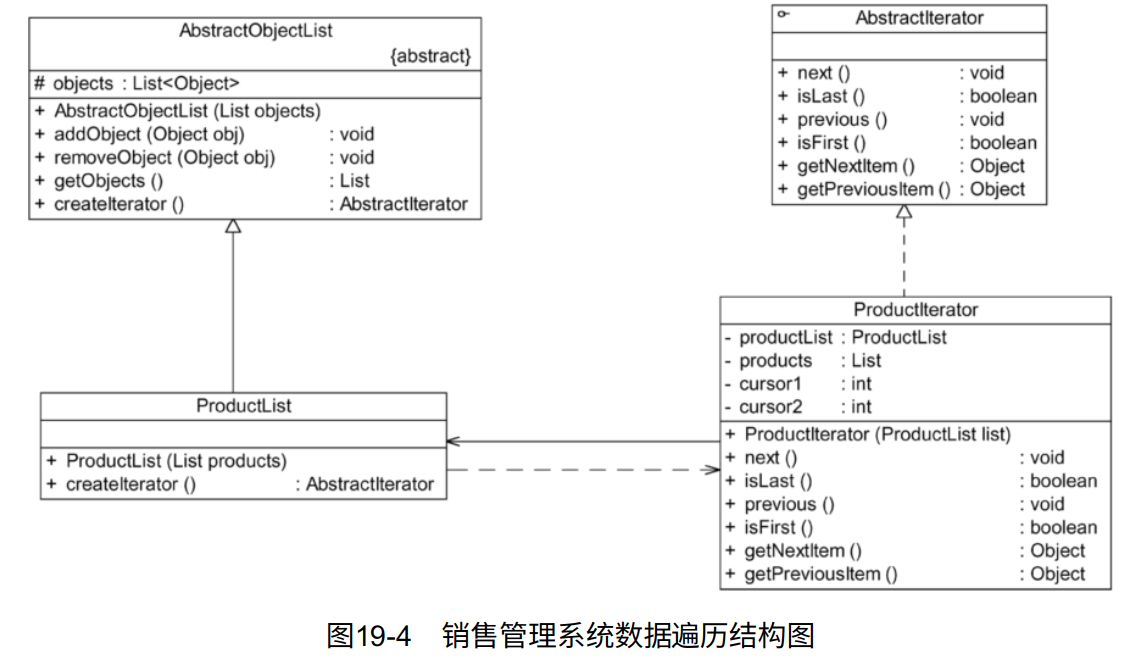 AbstractObjectList
{abstract}
# objects : List<Object>
+ AbstractObjectList (List objects)
+ addObject (Object obj) : void
+ removeObject (Object obj) : void
+ getObjects () : List
+ createIterator () : AbstractIterator
AbstractIterator
+ next () : void
+ isLast () : boolean
+ previous () : void
+ isFirst () : boolean
+ getNextItem () : Object
+ getPreviousItem () : Object
ProductList
+ ProductList (List products)
+ createIterator () : AbstractIterator
ProductIterator
- productList : ProductList
- products : List
- cursor1 : int
- cursor2 : int
+ ProductIterator (ProductList list)
+ next () : void
+ isLast () : boolean
+ previous () : void
+ isFirst () : boolean
+ getNextItem () : Object
+ getPreviousItem () : Object
图19-4 销售管理系统数据遍历结构图